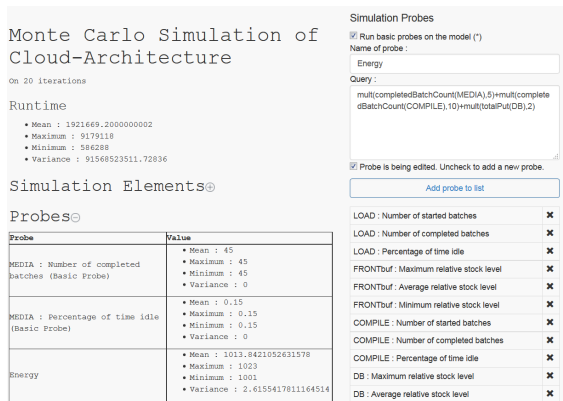 Monte Carlo Simulation of
Cloud-Architecture
On 20 iterations
Runtime
• Mean : 1921669.2000000002
• Maximum : 9179118
• Minimum : 586288
• Variance : 91568523511.72836
Simulation Elements
Probes
Probe Value
MEDIA : Number of completed
batches (Basic Probe)
• Mean : 45
• Maximum : 45
• Minimum : 45
• Variance : 0
MEDIA : Percentage of time idle
(Basic Probe)
• Mean : 0.15
• Maximum : 0.15
• Minimum : 0.15
• Variance : 0
Energy
• Mean : 1013.8421052631578
• Maximum : 1023
• Minimum : 1001
• Variance : 2.6155417811164514
Simulation Probes
Run basic probes on the model (*)
Name of probe :
Energy
Query :
mult(completedBatchCount(MEDIA),5)+mult(complete
dBatchCount(COMPILE),10)+mult(totalPut(DB),2)
Probe is being edited. Uncheck to add a new probe.
Add probe to list
LOAD : Number of started batches
LOAD : Number of completed batches
LOAD : Percentage of time idle
FRONTbuf : Maximum relative stock level
FRONTbuf : Average relative stock level
FRONTbuf : Minimum relative stock level
COMPILE : Number of started batches
COMPILE : Number of completed batches
COMPILE : Percentage of time idle
DB : Maximum relative stock level
DB : Average relative stock level